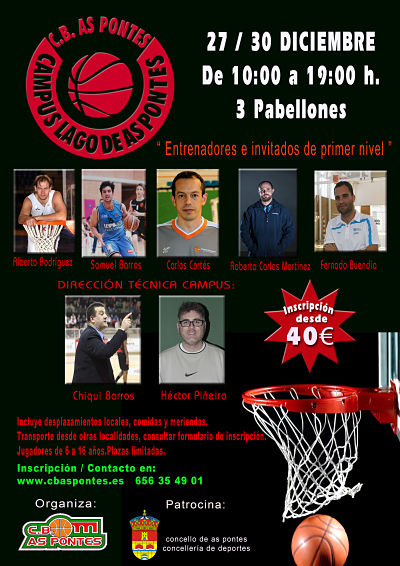 C.B. AS PONTES
CAMPUS LAGO DE AS PONTES
27 / 30 DICIEMBRE
De 10:00 a 19:00 h.
3 Pabellones
“ Entrenadores e invitados de primer nivel ”
Alberto Rodríguez
Samuel Barros
Carlos Cortés
Roberto Carlos Martínez
Fernado Buendía
DIRECCIÓN TÉCNICA CAMPUS:
Inscripción
desde
40€
Chiqui Barros
Héctor Piñeiro
Incluye desplazamientos locales, comidas y meriendas.
Transporte desde otras localidades, consultar formulario de inscripcion.
Jugadores de 6 a 16 años.Plazas limitadas.
Inscripción / Contacto en:
www.cbaspontes.es 656 35 49 01
Organiza:
Patrocina:
C.B.
AS PONTES
concello de as pontes
concellería de deportes